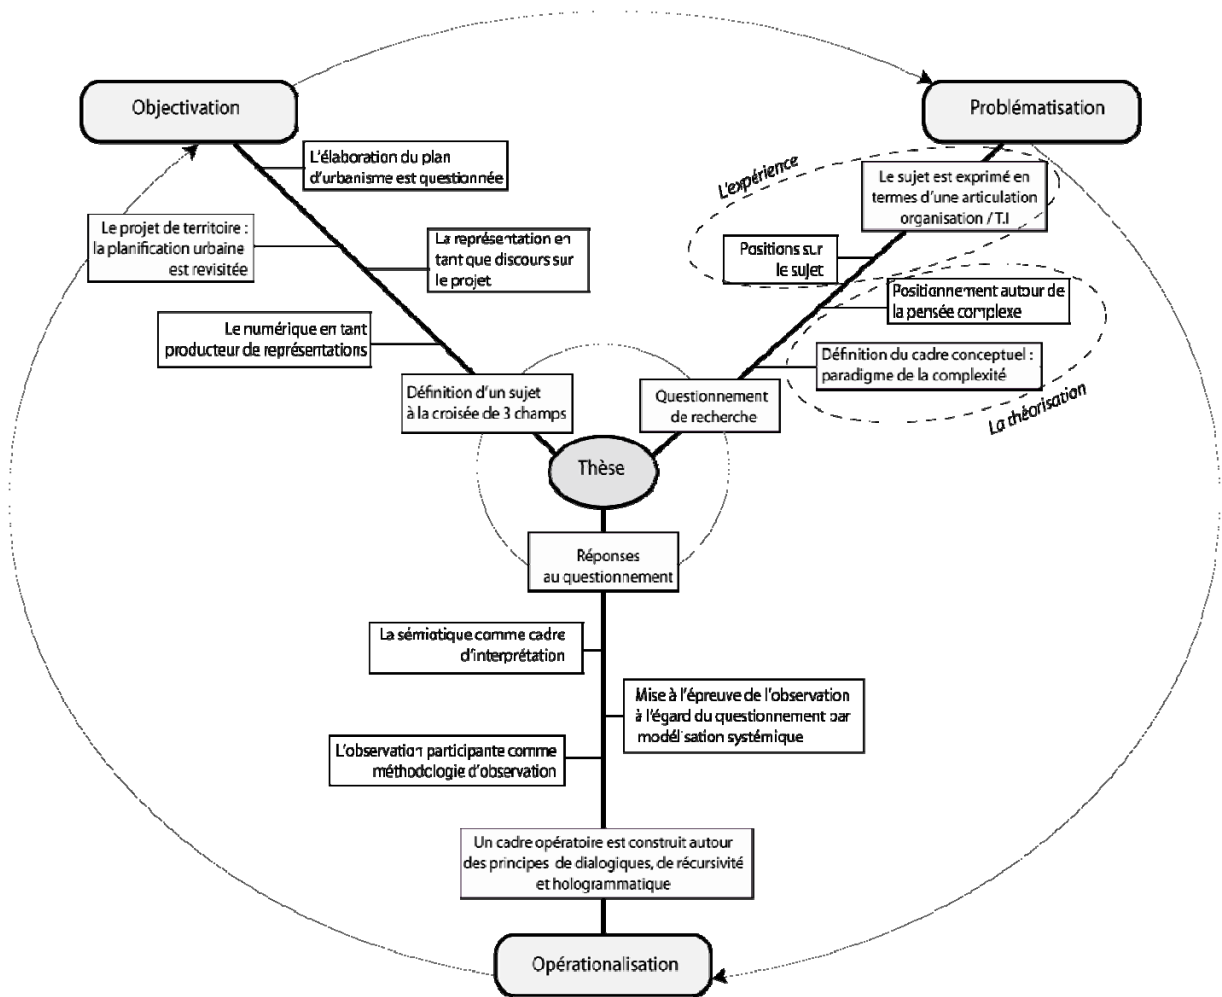 Objectivation
Problématisation
L'élaboration du plan
d'urbanisme est questionnée
Le projet de territoire :
la planification urbaine
est revisitée
La représentation en
tant que discours sur
le projet
Le numérique en tant
producteur de représentations
Définition d'un sujet
à la croisée de 3 champs
L'expérience
Le sujet est exprimé en
termes d'une articulation
organisation / T.I
Positions sur
le sujet
Positionnement autour de
la pensée complexe
Définition du cadre conceptuel :
paradigme de la complexité
La théorisation
Questionnement
de recherche
Thèse
Réponses
au questionnement
La sémiotique comme cadre
d'interprétation
Mise à l'épreuve de l'observation
à l'égard du questionnement par
modélisation systémique
L'observation participante comme
méthodologie d'observation
Un cadre opératoire est construit autour
des principes de dialogiques, de récursivité
et hologrammatique
Opérationalisation